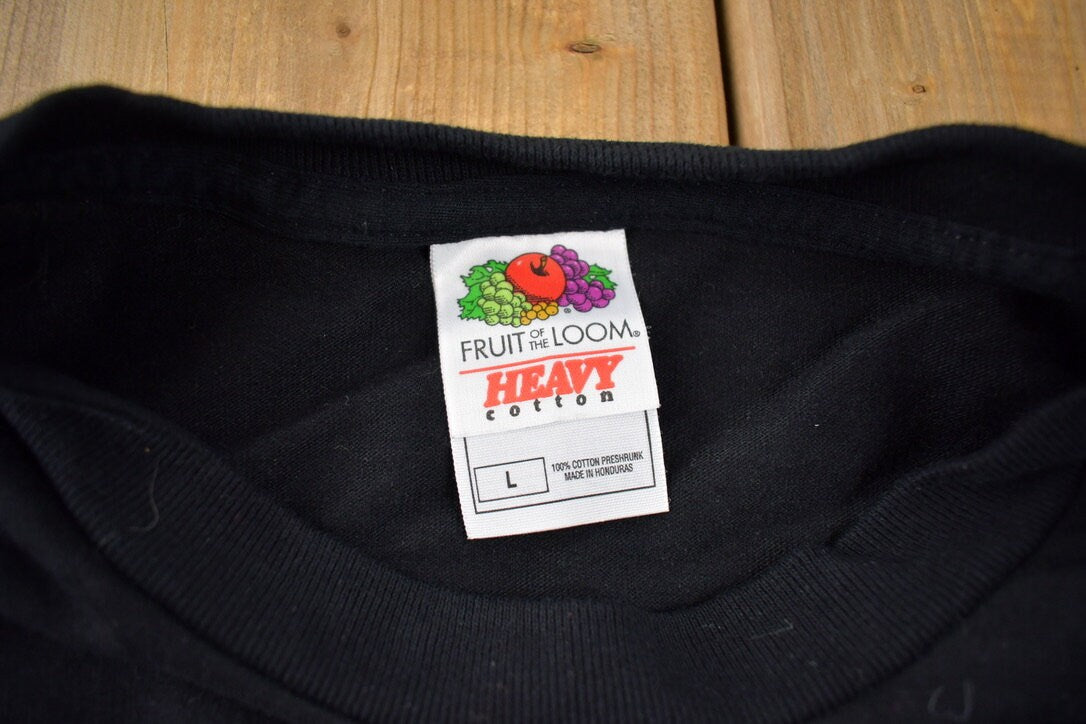 FRUIT OF THE LOOM®
HEAVY
cotton
L
100% COTTON PRESHRUNK
MADE IN HONDURAS